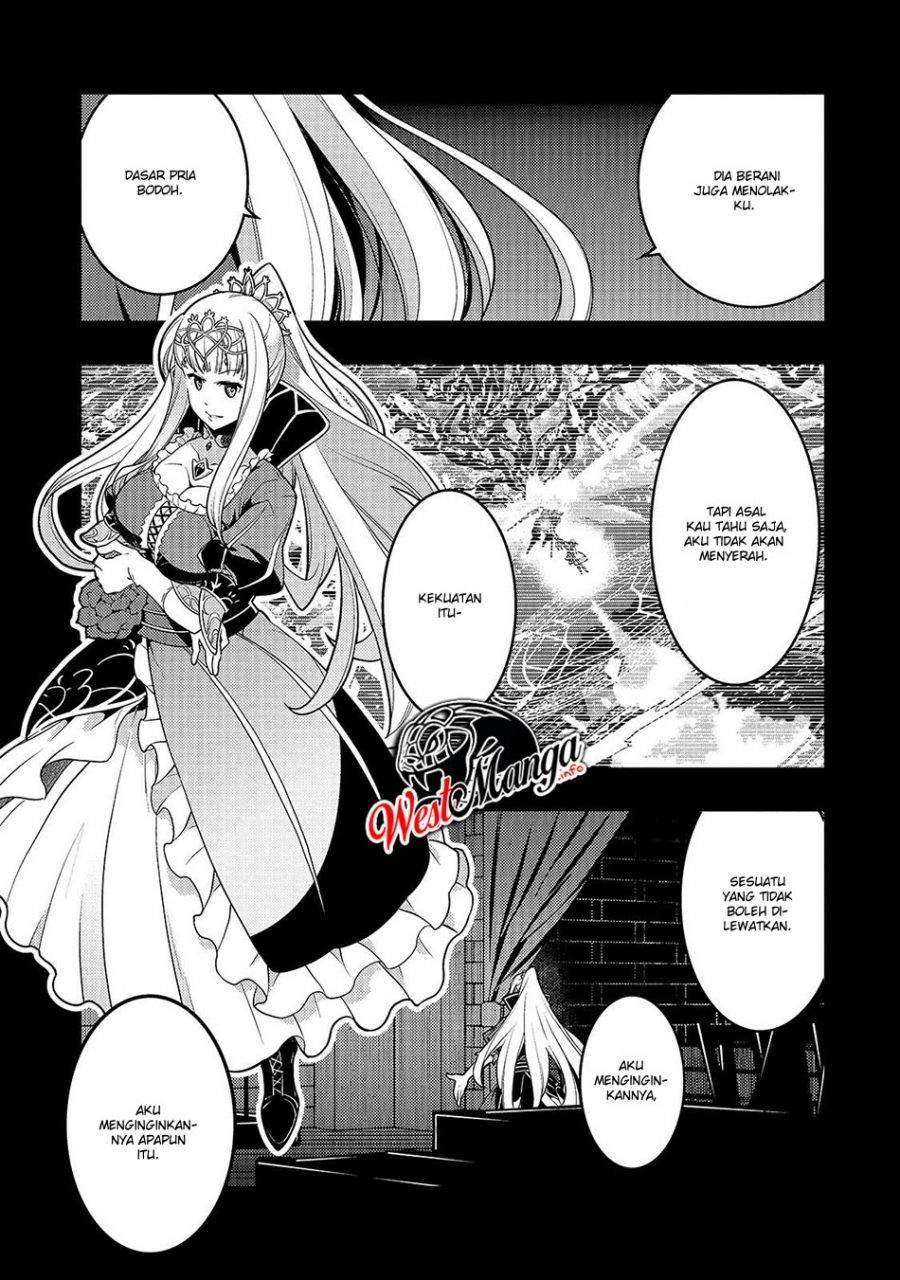 DIA BERANI
JUGA MENOLAK-
KU.
DASAR PRIA
BODOH.
TAPI ASAL
KAU TAHU SAJA,
AKU TIDAK AKAN
MENYERAH.
KEKUATAN
ITU-
WestManga
.info
SESUATU
YANG TIDAK
BOLEH DI-
LEWATKAN.
AKU
MENGINGIN-
KANNYA,
AKU
MENGINGINKAN-
NYA APAPUN
ITU.